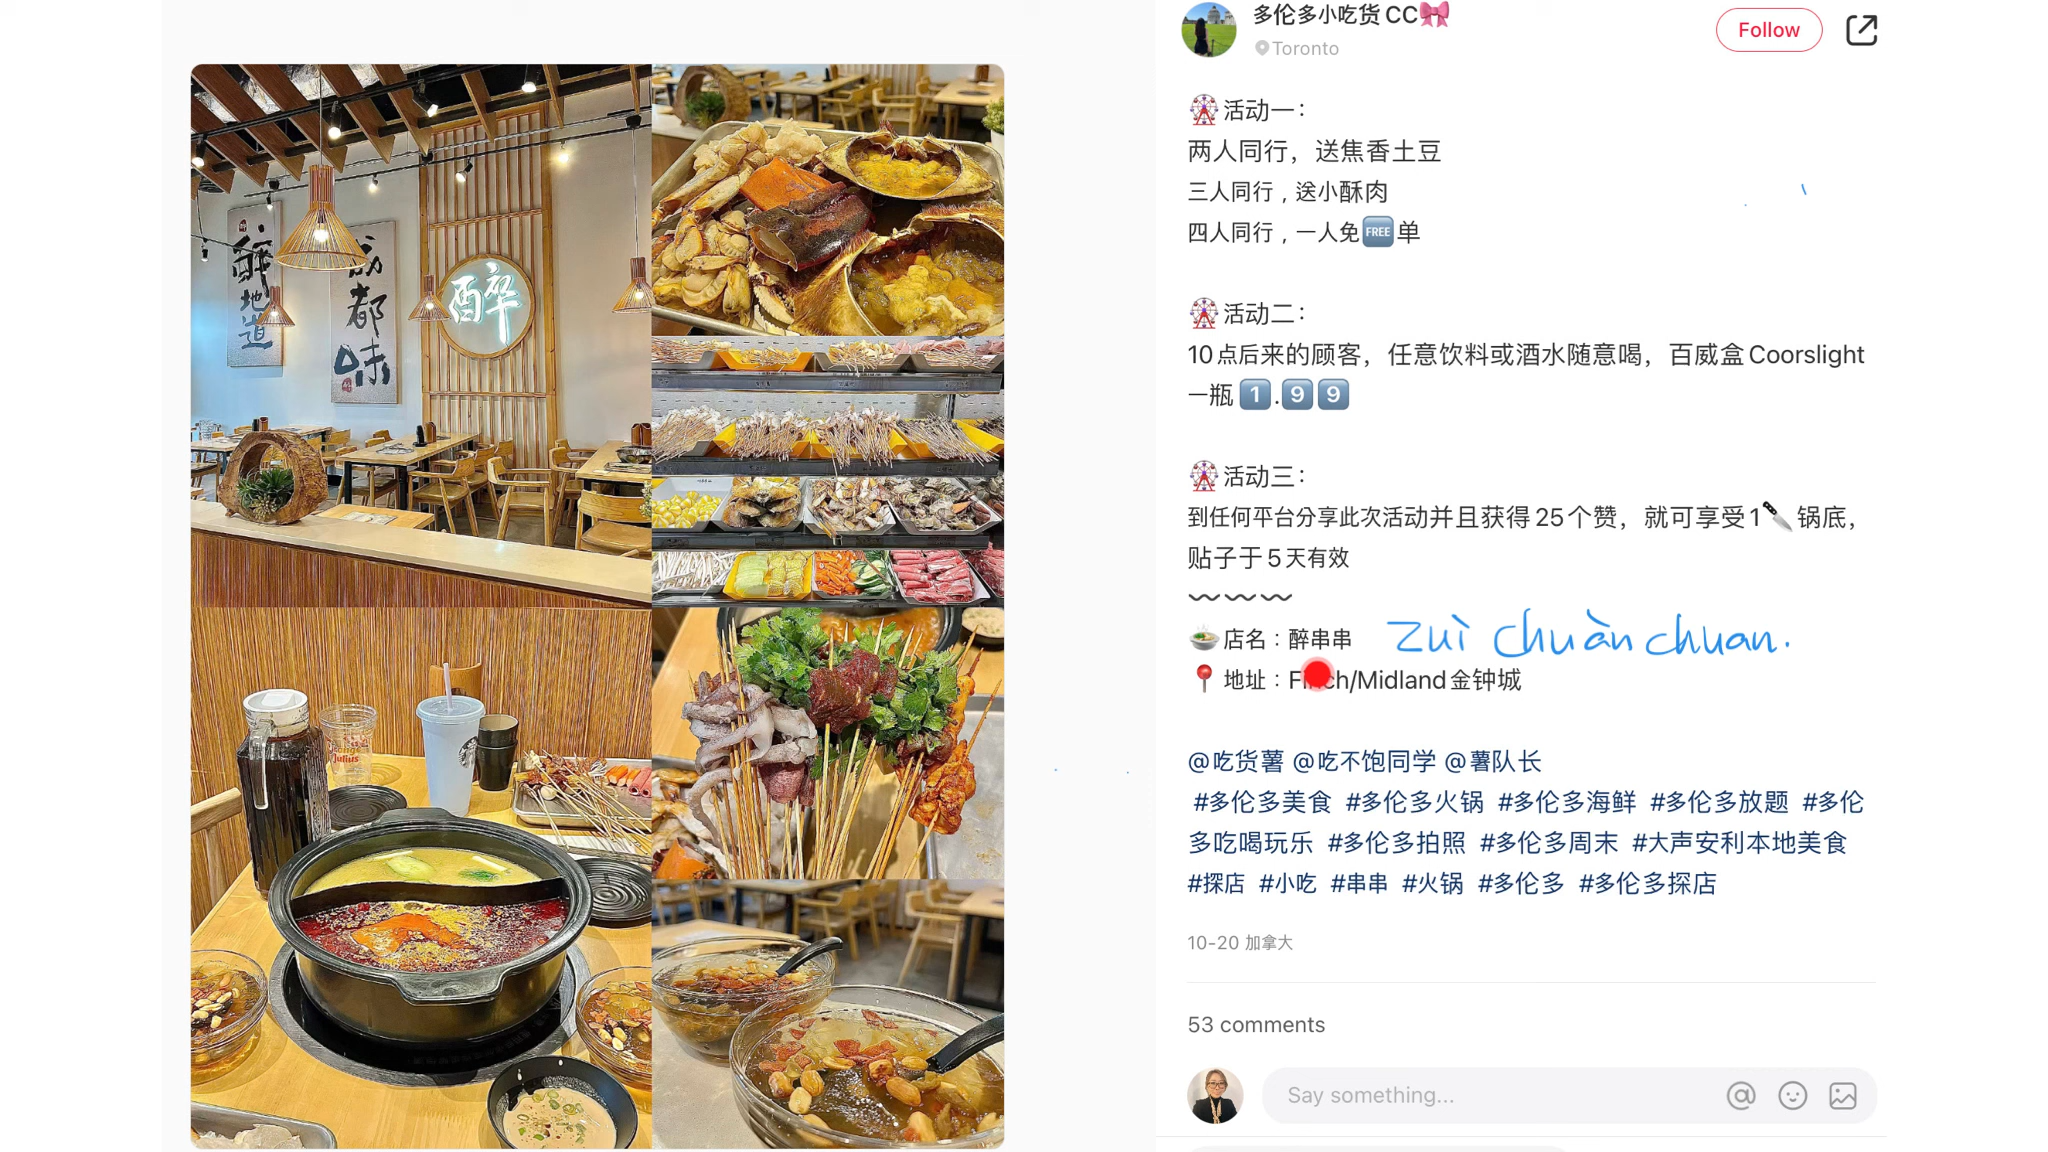 多伦多小吃货CC🎀
Follow
Toronto
🎡活动一：
两人同行，送焦香土豆
三人同行，送小酥肉
四人同行，一人免🆓单
🎡活动二：
10点后来的顾客，任意饮料或酒水随意喝，百威盒Coorslight
一瓶1️⃣.9️⃣9️⃣
🎡活动三：
到任何平台分享此次活动并且获得25个赞，就可享受1🔪锅底，
贴子于5天有效
〰〰〰
🍲店名：醉串串 zuì chuàn chuan.
📍地址：Finch/Midland金钟城
@吃货薯 @吃不饱同学 @薯队长
#多伦多美食 #多伦多火锅 #多伦多海鲜 #多伦多放题 #多伦
多吃喝玩乐 #多伦多拍照 #多伦多周末 #大声安利本地美食
#探店 #小吃 #串串 #火锅 #多伦多 #多伦多探店
10-20 加拿大
53 comments
Say something...
醉
地道
都味
Julius